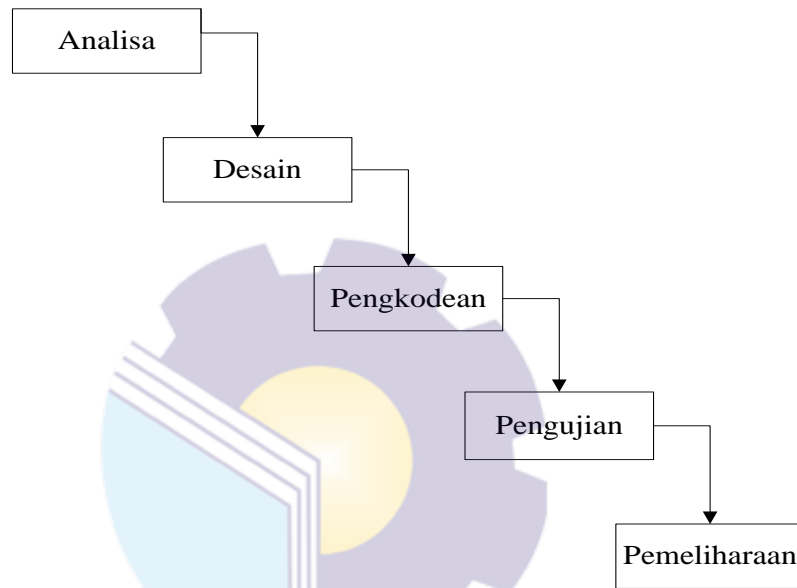 Analisa
Desain
Pengkodean
Pengujian
Pemeliharaan